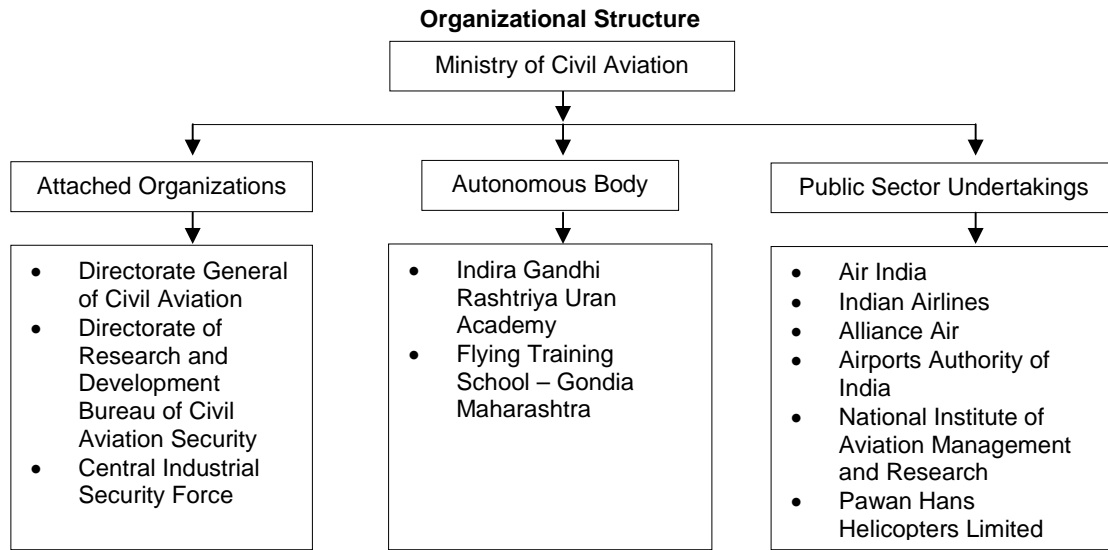 Organizational Structure
Ministry of Civil Aviation
Attached Organizations
Autonomous Body
Public Sector Undertakings
• Directorate General
of Civil Aviation
• Directorate of
Research and
Development
Bureau of Civil
Aviation Security
• Central Industrial
Security Force
• Indira Gandhi
Rashtriya Uran
Academy
• Flying Training
School – Gondia
Maharashtra
• Air India
• Indian Airlines
• Alliance Air
• Airports Authority of
India
• National Institute of
Aviation Management
and Research
• Pawan Hans
Helicopters Limited